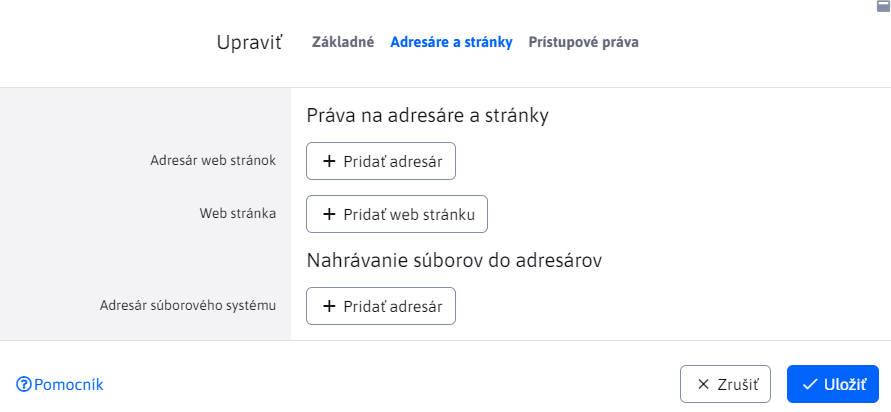 Upraviť Základné Adresáre a stránky Prístupové práva
Práva na adresáre a stránky
Adresár web stránok + Pridať adresár
Web stránka + Pridať web stránku
Nahrávanie súborov do adresárov
Adresár súborového systému + Pridať adresár
Pomocník Zrušiť Uložiť